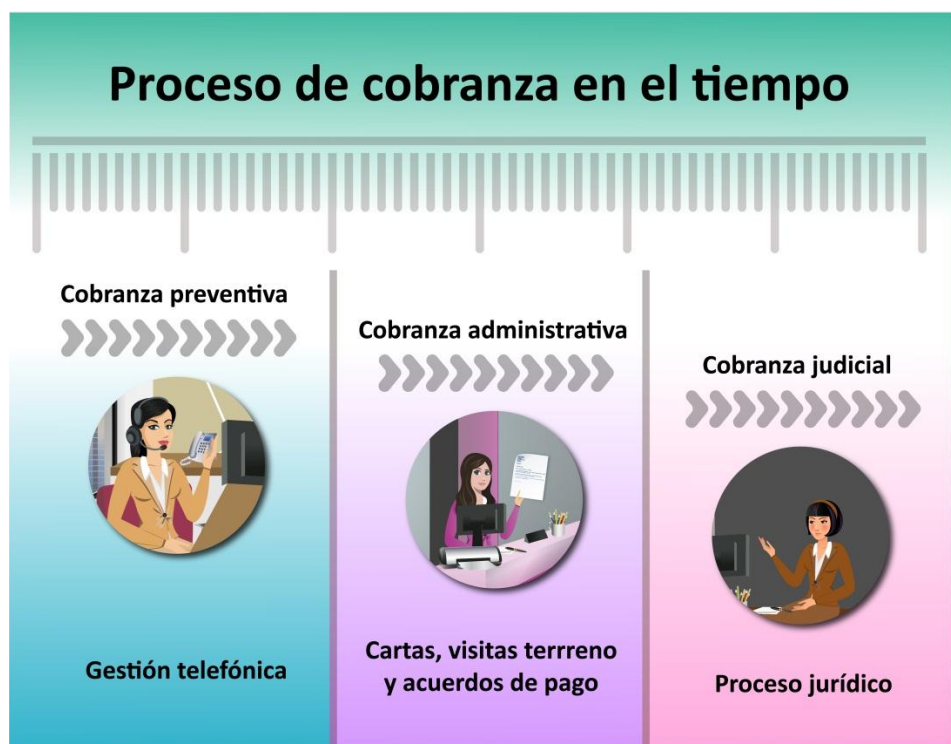 Proceso de cobranza en el tiempo
Cobranza preventiva
Gestión telefónica
Cobranza administrativa
Cartas, visitas terrreno
y acuerdos de pago
Cobranza judicial
Proceso jurídico